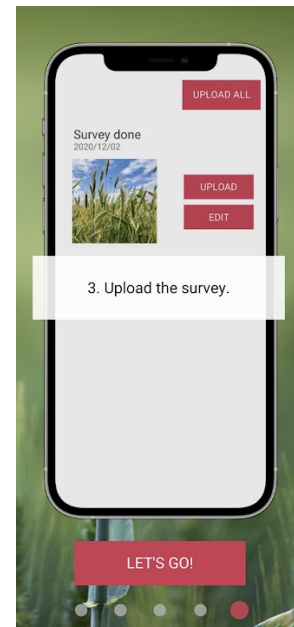 UPLOAD ALL
Survey done
2020/12/02
UPLOAD
EDIT
3. Upload the survey.
LET'S GO!